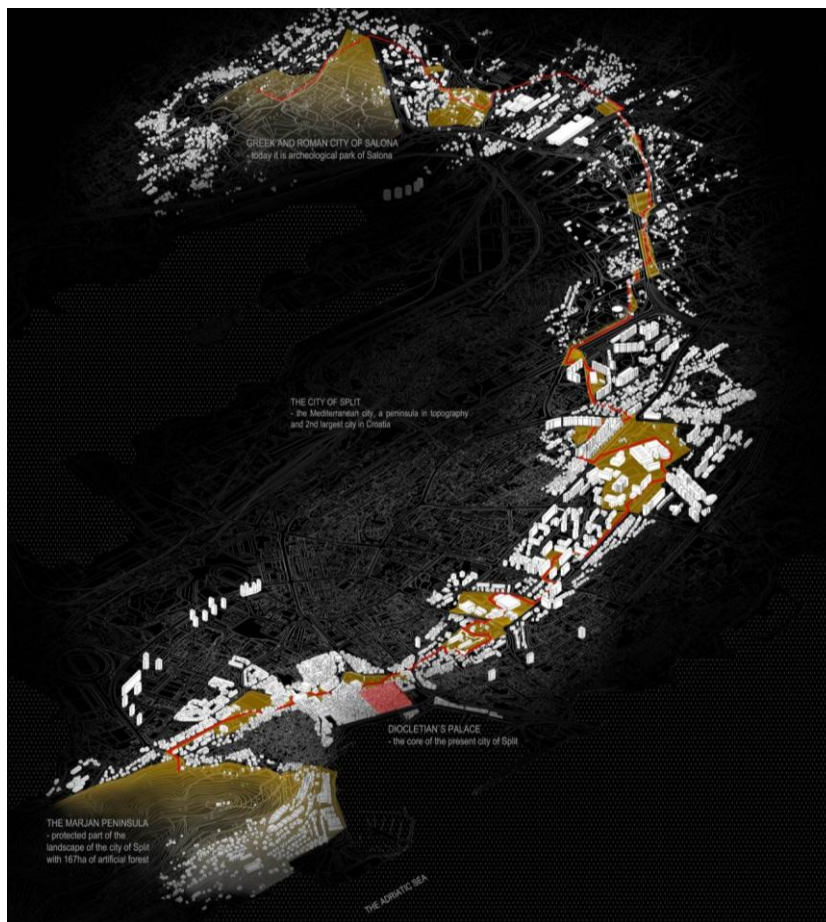 GREEK AND ROMAN CITY OF SALONA
- today it is archeological park of Salona
THE CITY OF SPLIT
- the Mediterranean city, a peninsula in topography
and 2nd largest city in Croatia
DIOCLETIAN`S PALACE
- the core of the present city of Split
THE MARJAN PENINSULA
- protected part of the
landscape of the city of Split
with 167ha of artificial forest
THE ADRIATIC SEA